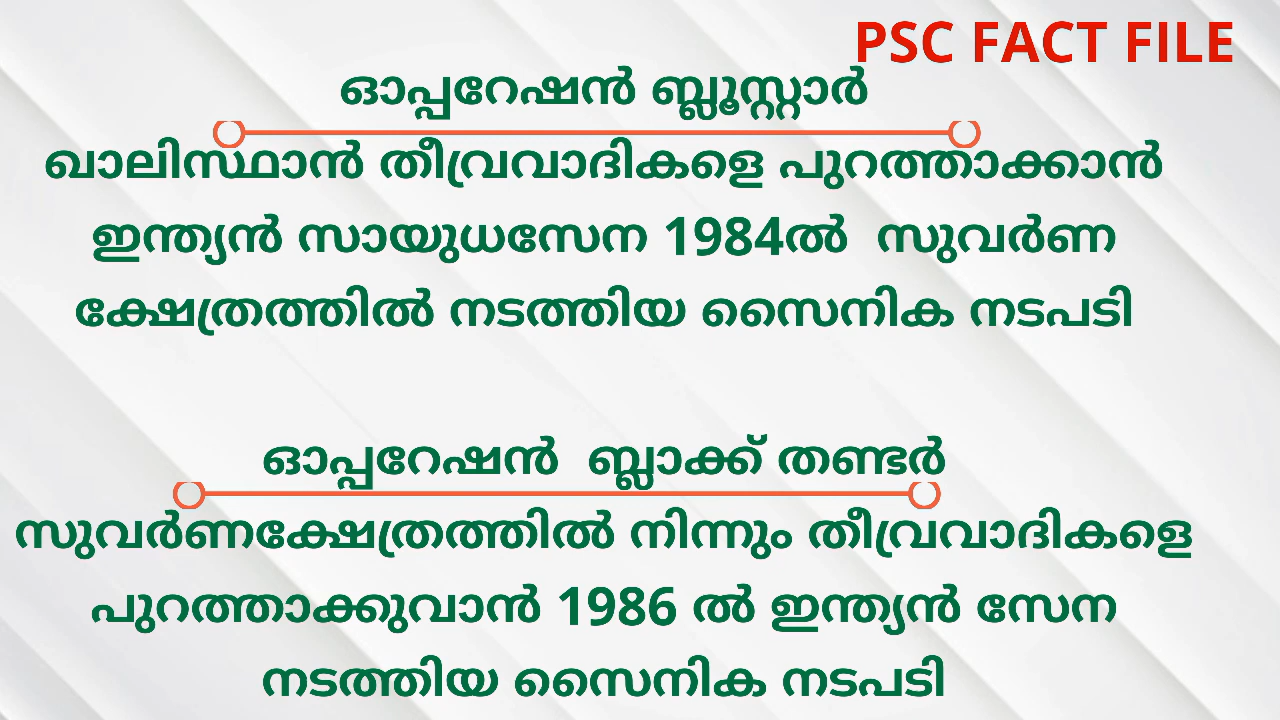 PSC FACT FILE
ഓപ്പറേഷൻ ബ്ലൂസ്റ്റാർ
ഖാലിസ്ഥാൻ തീവ്രവാദികളെ പുറത്താക്കാൻ
ഇന്ത്യൻ സായുധസേന 1984ൽ സുവർണ
ക്ഷേത്രത്തിൽ നടത്തിയ സൈനിക നടപടി
ഓപ്പറേഷൻ ബ്ലാക്ക് തണ്ടർ
സുവർണക്ഷേത്രത്തിൽ നിന്നും തീവ്രവാദികളെ
പുറത്താക്കുവാൻ 1986 ൽ ഇന്ത്യൻ സേന
നടത്തിയ സൈനിക നടപടി